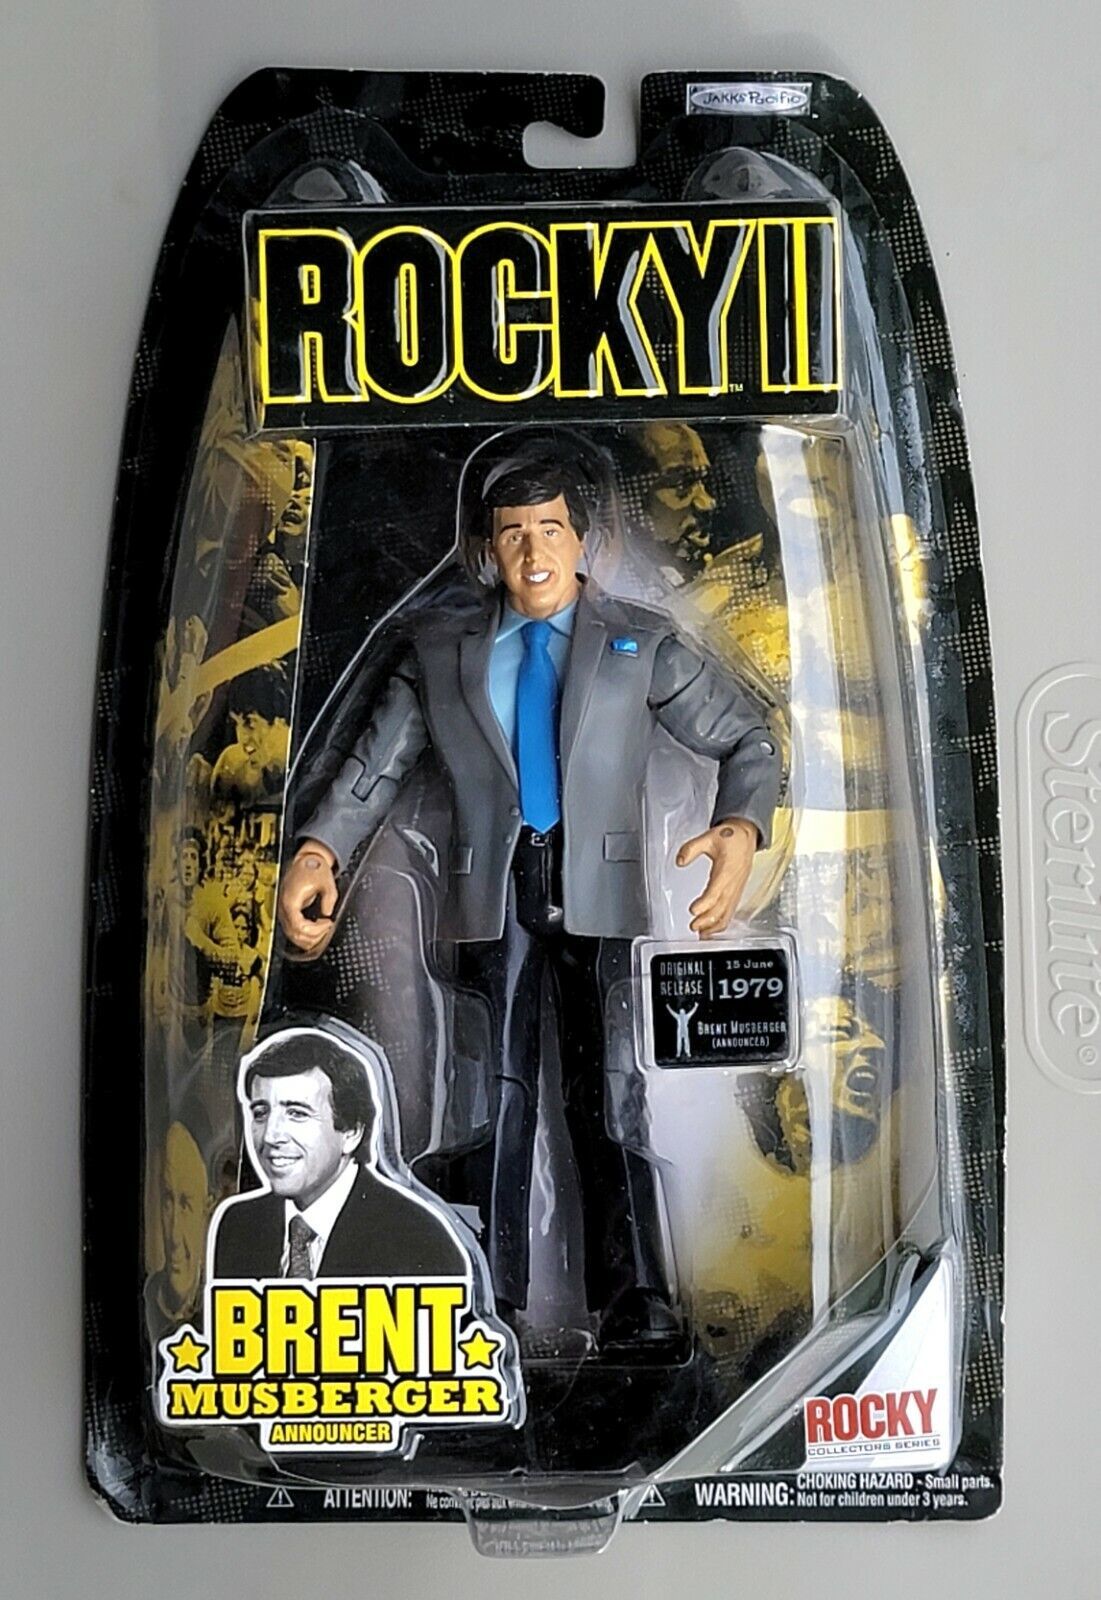 JAKKS Pacific
ROCKY II
TM
ORIGINAL RELEASE
15 June
1979
BRENT MUSBERGER
(ANNOUNCER)
BRENT
MUSBERGER
ANNOUNCER
ROCKY
COLLECTORS SERIES
ATTENTION:
WARNING: CHOKING HAZARD - Small parts.
Not for children under 3 years.
Sterilite®